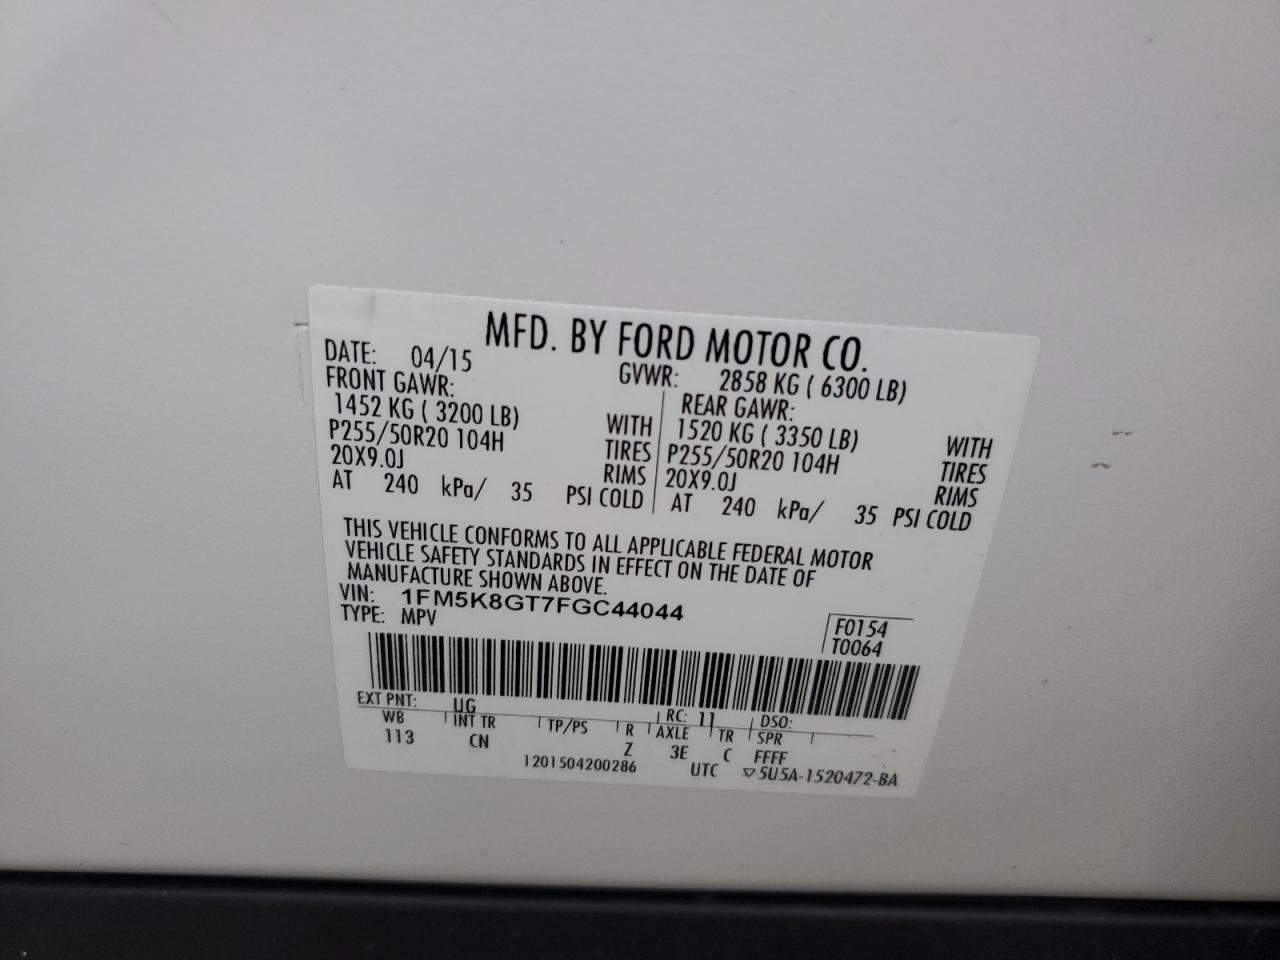 MFD. BY FORD MOTOR CO.
DATE: 04/15 GVWR: 2858 KG ( 6300 LB)
FRONT GAWR: REAR GAWR:
1452 KG ( 3200 LB) WITH 1520 KG ( 3350 LB) WITH
P255/50R20 104H TIRES P255/50R20 104H TIRES
20X9.0J RIMS 20X9.0J RIMS
AT 240 kPa/ 35 PSI COLD AT 240 kPa/ 35 PSI COLD
THIS VEHICLE CONFORMS TO ALL APPLICABLE FEDERAL MOTOR
VEHICLE SAFETY STANDARDS IN EFFECT ON THE DATE OF
MANUFACTURE SHOWN ABOVE.
VIN: 1FM5K8GT7FGC44044
TYPE: MPV
F0154
T0064
EXT PNT: UG RC: 11 DSO:
WB INT TR TP/PS R AXLE TR SPR
113 CN Z 3E C FFFF
1201504200286 UTC ▽5U5A-1520472-BA